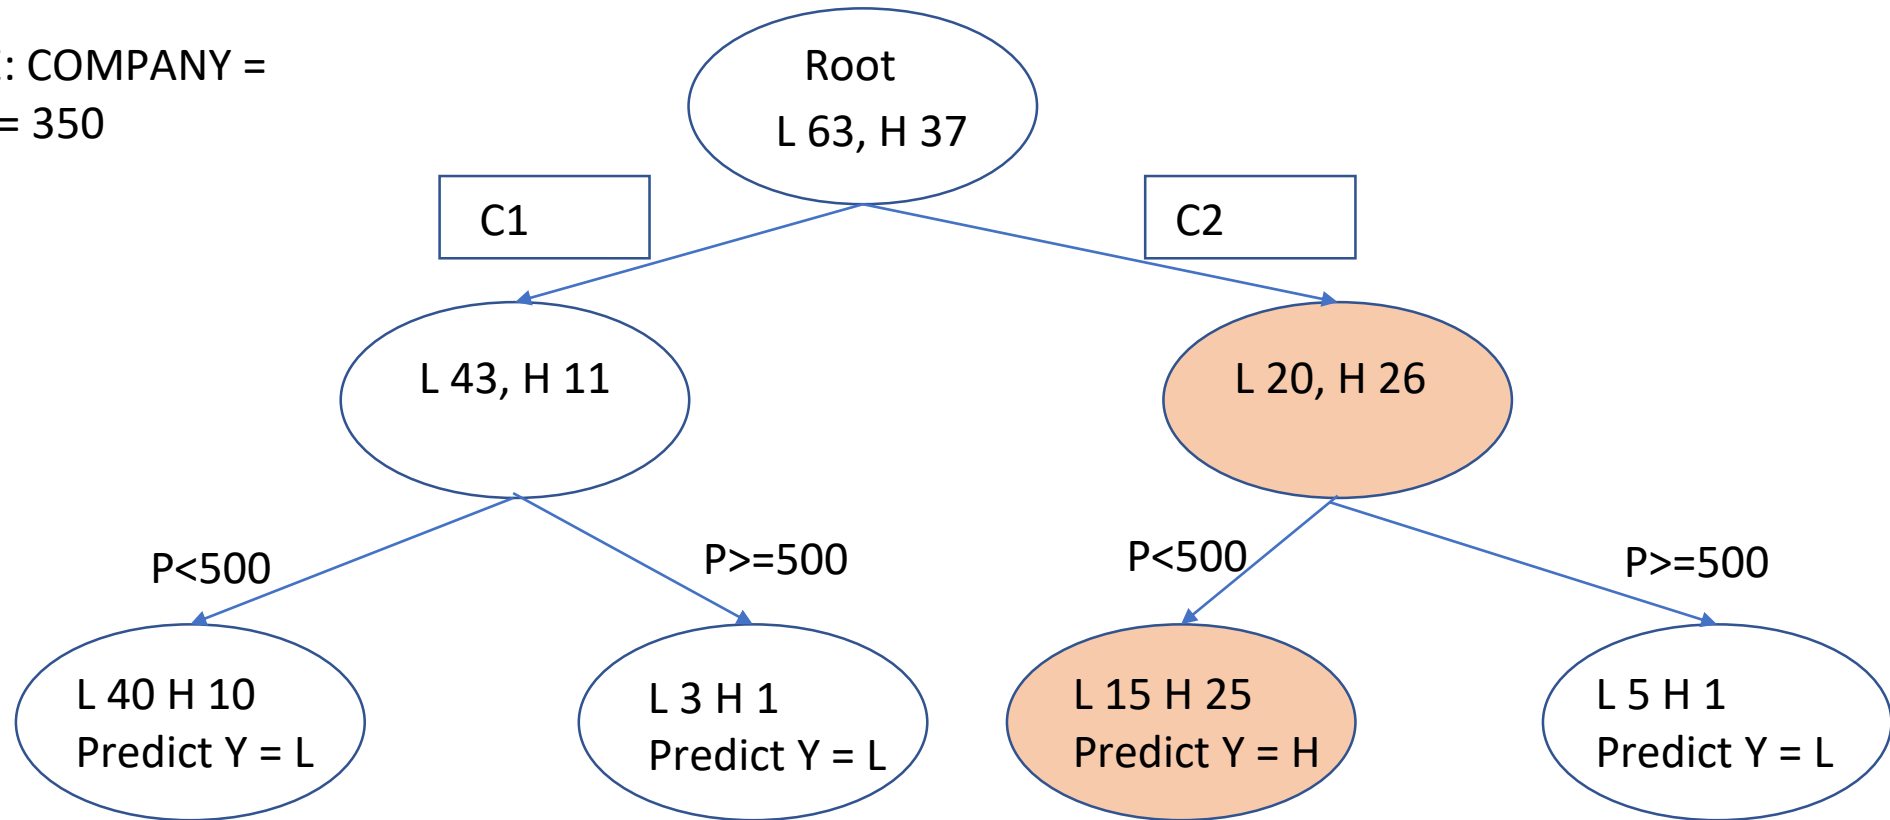 : COMPANY =
= 350
Root
L 63, H 37
C1
C2
L 43, H 11
L 20, H 26
P<500
P>=500
P<500
P>=500
L 40 H 10
Predict Y = L
L 3 H 1
Predict Y = L
L 15 H 25
Predict Y = H
L 5 H 1
Predict Y = L